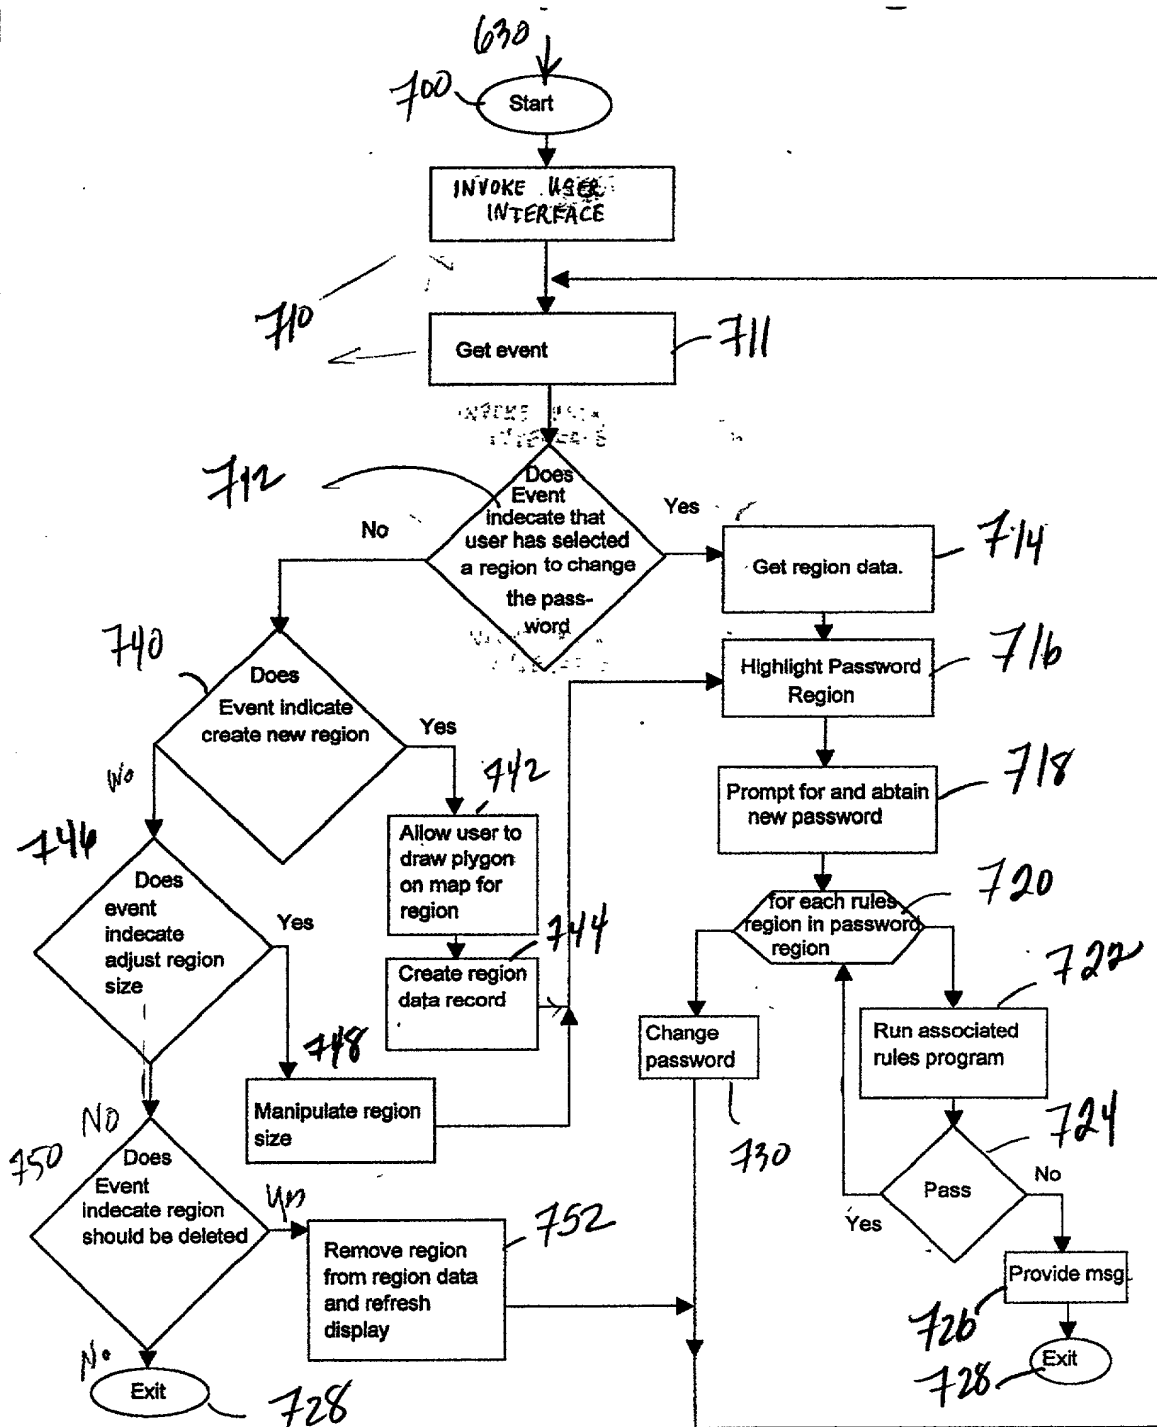 630
700
Start
INVOKE USER
INTERFACE
710
Get event
711
712
Does
Event
indecate that
user has selected
a region to change
the pass-
word
No
Yes
Get region data.
714
740
Does
Event indicate
create new region
Yes
No
Highlight Password
Region
716
742
Allow user to
draw plygon
on map for
region
Prompt for and abtain
new password
718
744
Create region
data record
for each rules
region in password
region
720
746
Does
event
indecate
adjust region
size
Yes
748
Manipulate region
size
Change
password
730
Run associated
rules program
722
NO
750
Does
Event
indecate region
should be deleted
Yes
752
Remove region
from region data
and refresh
display
Pass
724
No
Yes
Provide msg.
726
Exit
728
No
Exit
728